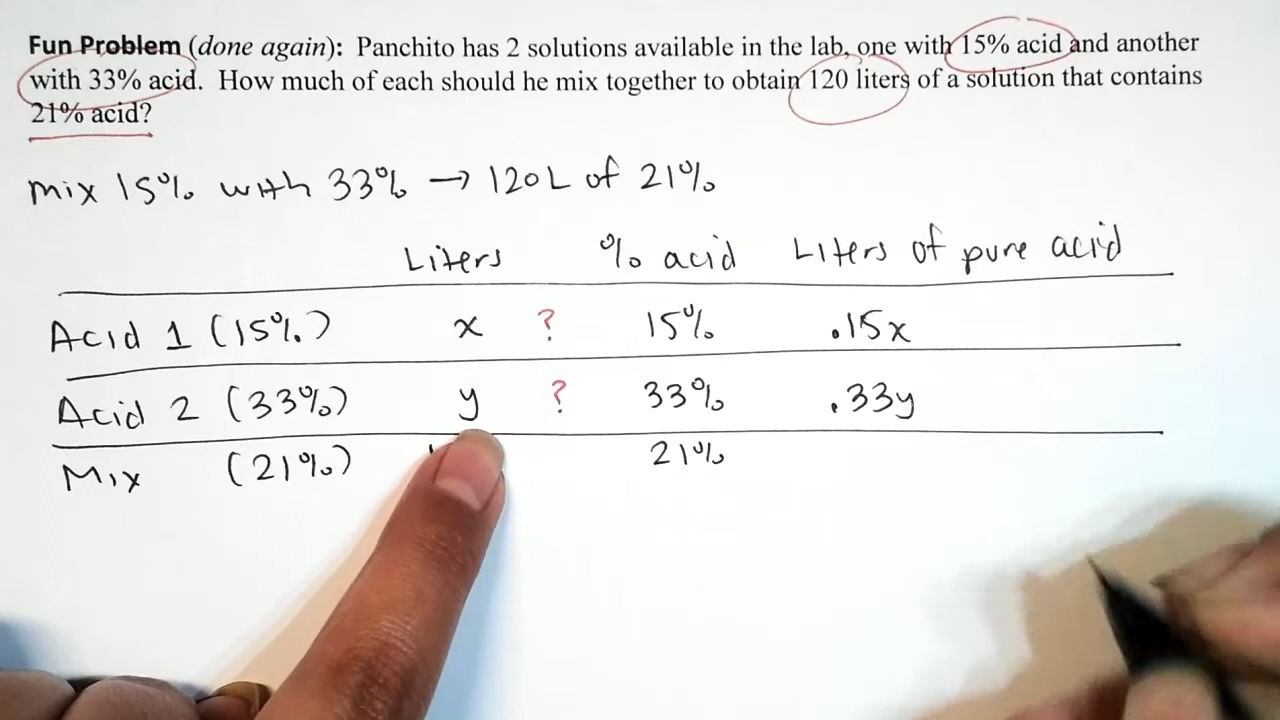 Fun Problem (done again): Panchito has 2 solutions available in the lab, one with 15% acid and another
with 33% acid. How much of each should he mix together to obtain 120 liters of a solution that contains
21% acid?
Mix 15% with 33% → 120L of 21%
Liters % acid Liters of pure acid
Acid 1 (15%) x ? 15% .15x
Acid 2 (33%) y ? 33% .33y
Mix (21%) 21%